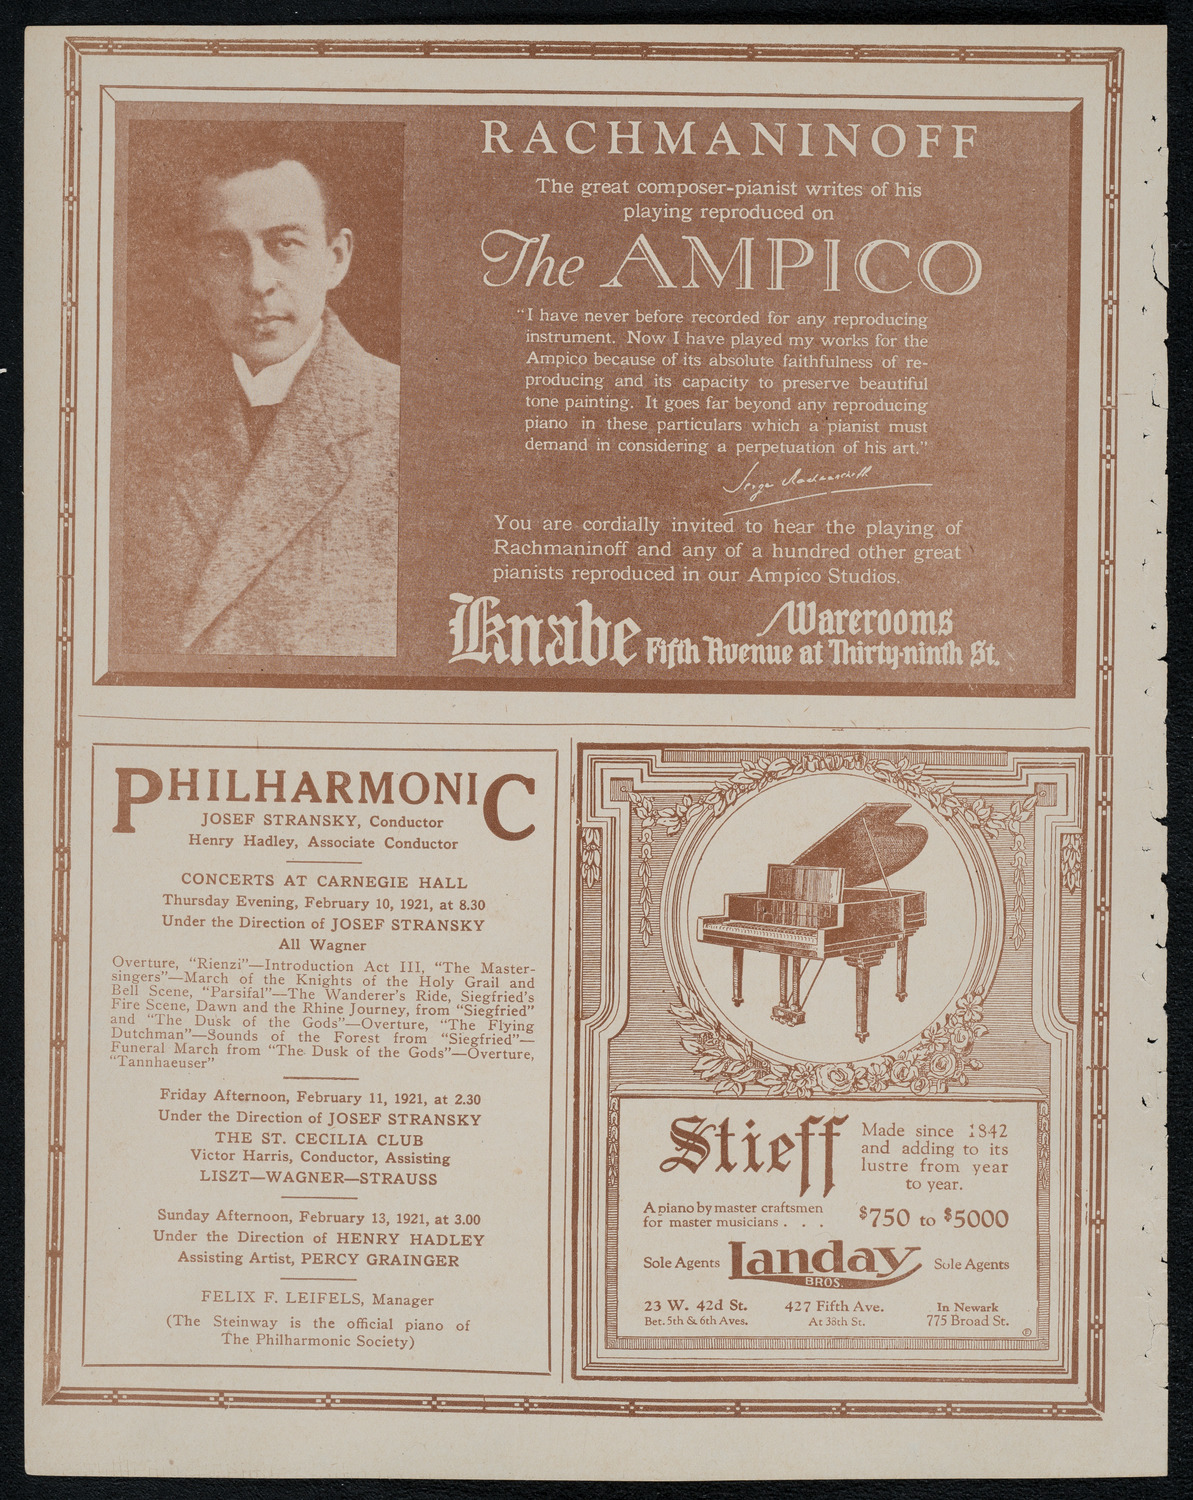 RACHMANINOFF
The great composer-pianist writes of his
playing reproduced on
The AMPICO
"I have never before recorded for any reproducing
instrument. Now I have played my works for the
Ampico because of its absolute faithfulness of re-
producing and its capacity to preserve beautiful
tone painting. It goes far beyond any reproducing
piano in these particulars which a pianist must
demand in considering a perpetuation of his art."
Serge Rachmaninoff
You are cordially invited to hear the playing of
Rachmaninoff and any of a hundred other great
pianists reproduced in our Ampico Studios.
Knabe Warerooms
Fifth Avenue at Thirty-ninth St.
PHILHARMONIC
JOSEF STRANSKY, Conductor
Henry Hadley, Associate Conductor
CONCERTS AT CARNEGIE HALL
Thursday Evening, February 10, 1921, at 8.30
Under the Direction of JOSEF STRANSKY
All Wagner
Overture, "Rienzi"—Introduction Act III, "The Master-
singers"—March of the Knights of the Holy Grail and
Bell Scene, "Parsifal"—The Wanderer's Ride, Siegfried's
Fire Scene, Dawn and the Rhine Journey, from "Siegfried"
and "The Dusk of the Gods"—Overture, "The Flying
Dutchman"—Sounds of the Forest from "Siegfried"—
Funeral March from "The Dusk of the Gods"—Overture,
"Tannhaeuser"
Friday Afternoon, February 11, 1921, at 2.30
Under the Direction of JOSEF STRANSKY
THE ST. CECILIA CLUB
Victor Harris, Conductor, Assisting
LISZT—WAGNER—STRAUSS
Sunday Afternoon, February 13, 1921, at 3.00
Under the Direction of HENRY HADLEY
Assisting Artist, PERCY GRAINGER
FELIX F. LEIFELS, Manager
(The Steinway is the official piano of
The Philharmonic Society)
Stieff
Made since 1842
and adding to its
lustre from year
to year.
A piano by master craftsmen
for master musicians . . .
$750 to $5000
Sole Agents Landay BROS. Sole Agents
23 W. 42d St. 427 Fifth Ave. In Newark
Bet. 5th & 6th Aves. At 38th St. 775 Broad St.